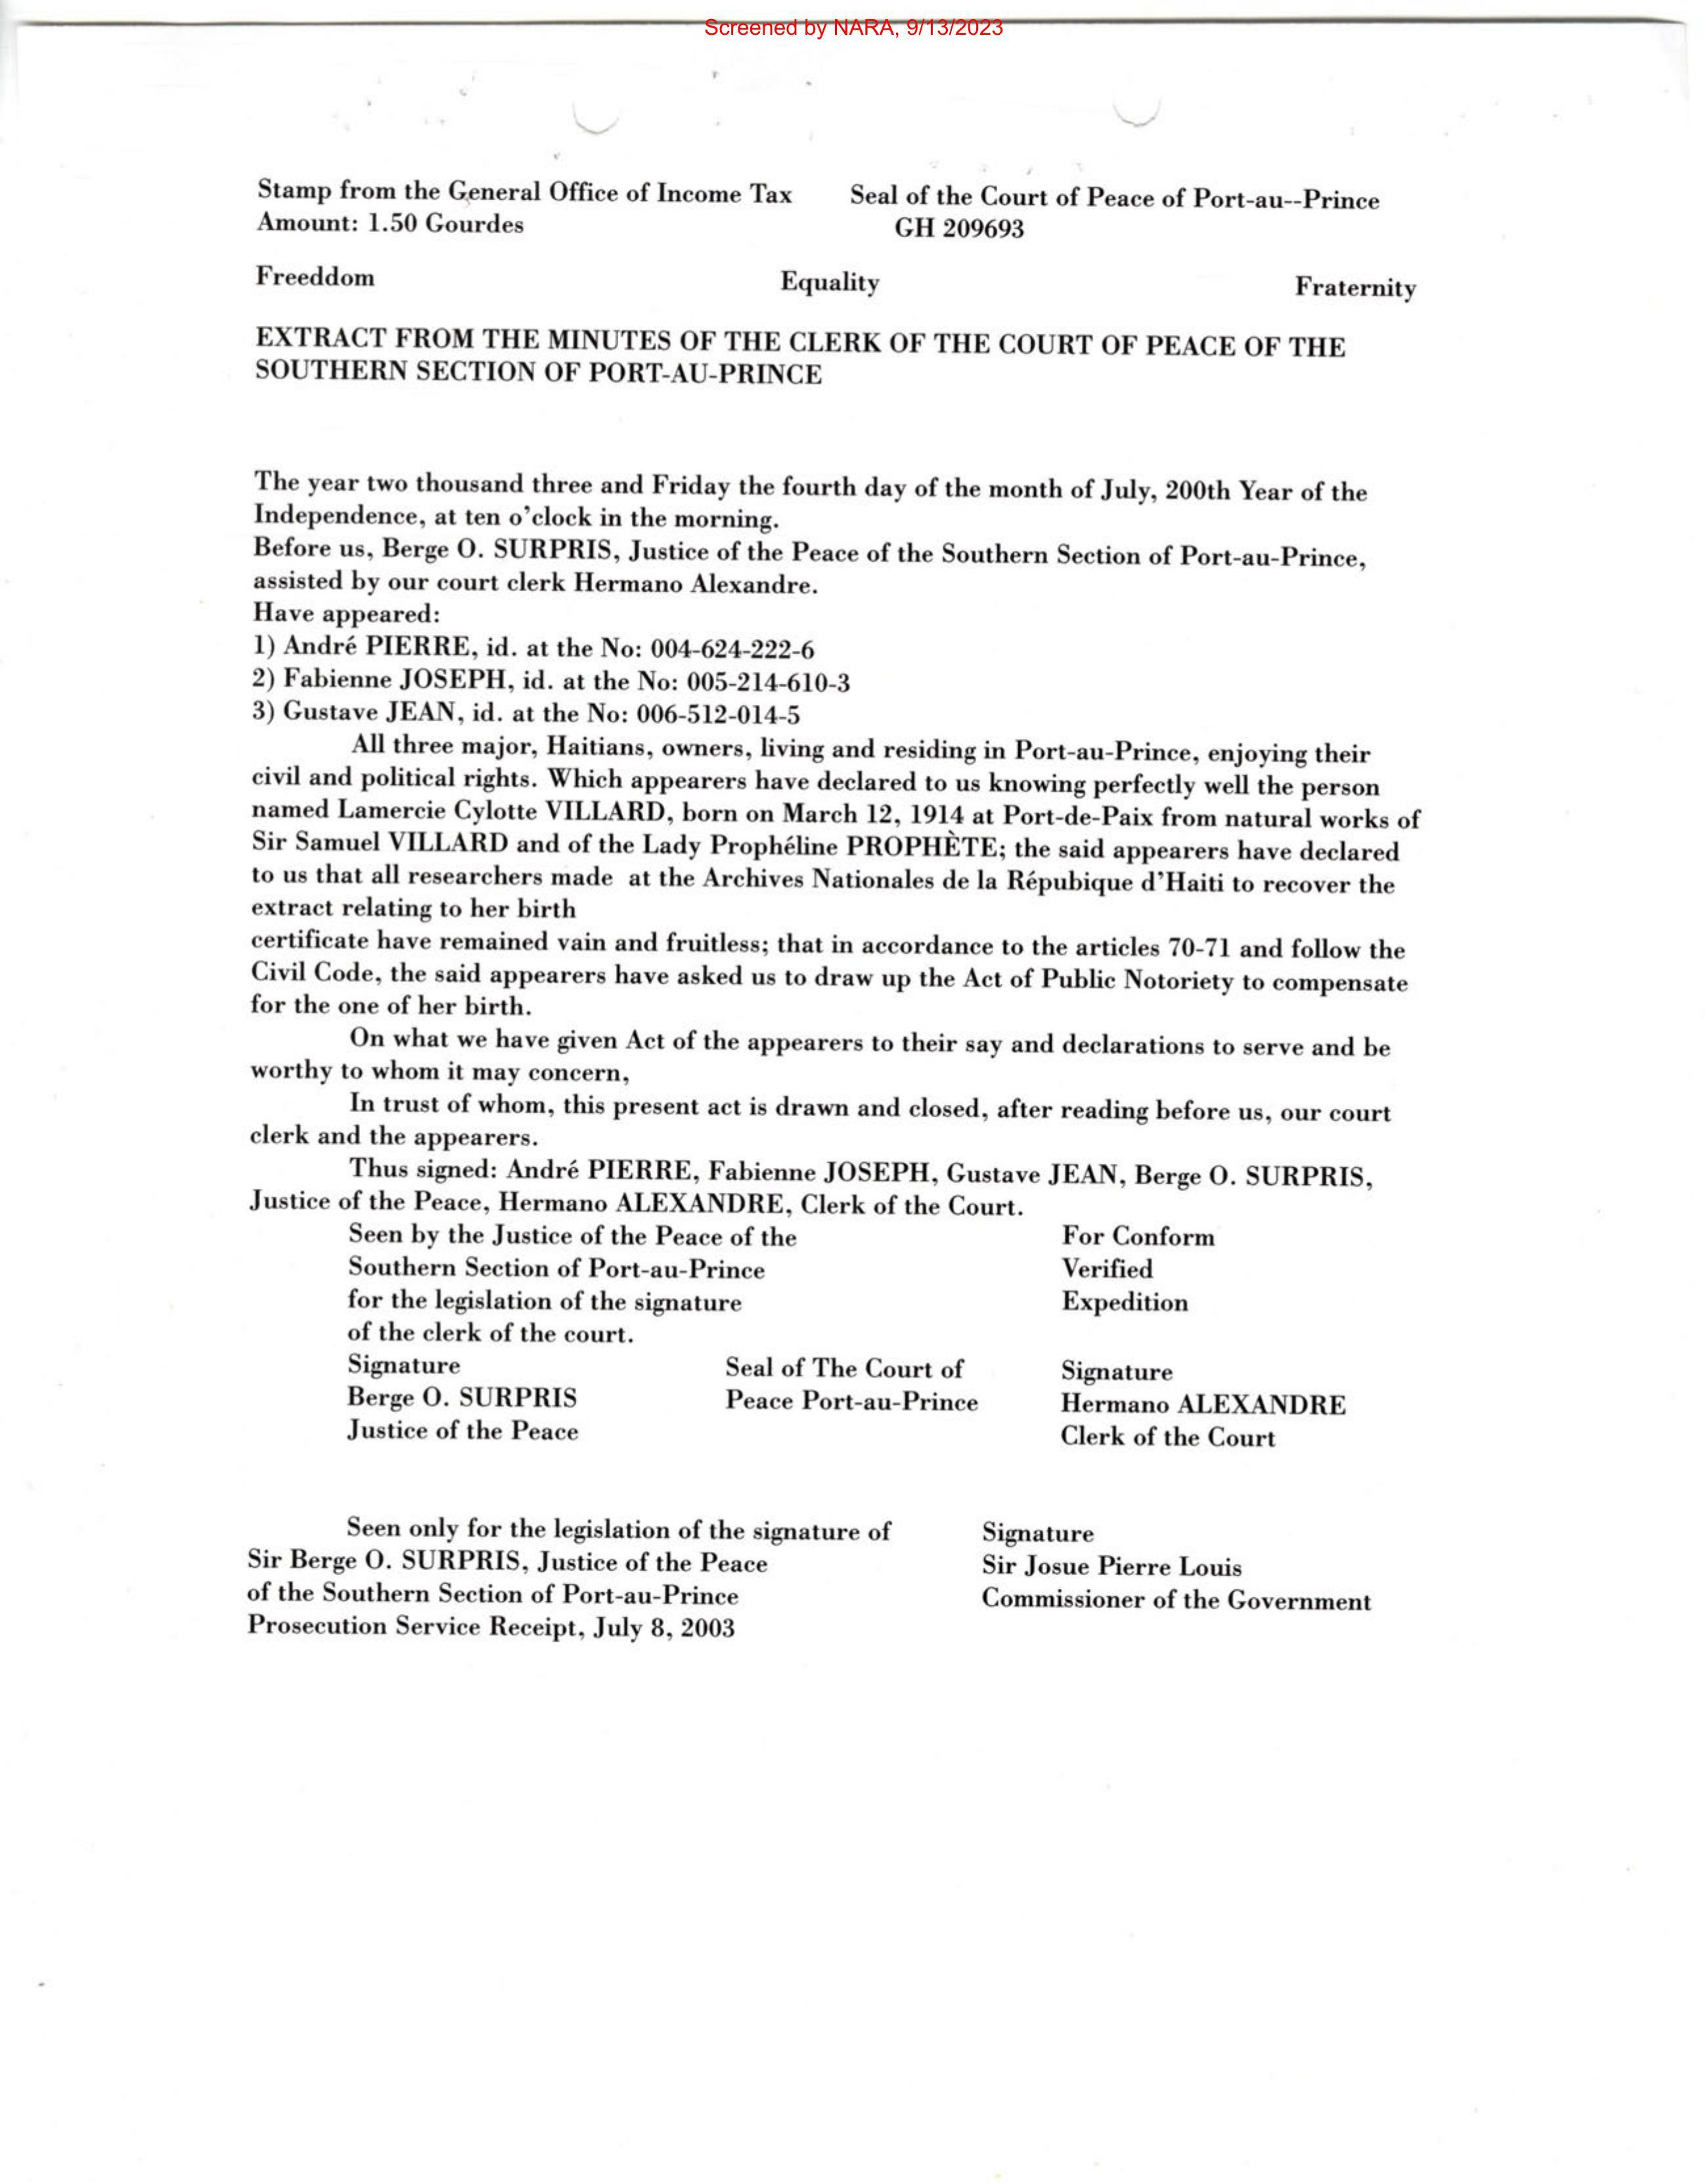 Screened by NARA, 9/13/2023
Stamp from the General Office of Income Tax Seal of the Court of Peace of Port-au--Prince
Amount: 1.50 Gourdes GH 209693
Freeddom Equality Fraternity
EXTRACT FROM THE MINUTES OF THE CLERK OF THE COURT OF PEACE OF THE
SOUTHERN SECTION OF PORT-AU-PRINCE
The year two thousand three and Friday the fourth day of the month of July, 200th Year of the
Independence, at ten o'clock in the morning.
Before us, Berge O. SURPRIS, Justice of the Peace of the Southern Section of Port-au-Prince,
assisted by our court clerk Hermano Alexandre.
Have appeared:
1) André PIERRE, id. at the No: 004-624-222-6
2) Fabienne JOSEPH, id. at the No: 005-214-610-3
3) Gustave JEAN, id. at the No: 006-512-014-5
All three major, Haitians, owners, living and residing in Port-au-Prince, enjoying their
civil and political rights. Which appearers have declared to us knowing perfectly well the person
named Lamercie Cylotte VILLARD, born on March 12, 1914 at Port-de-Paix from natural works of
Sir Samuel VILLARD and of the Lady Prophéline PROPHÈTE; the said appearers have declared
to us that all researchers made at the Archives Nationales de la Répubique d'Haiti to recover the
extract relating to her birth
certificate have remained vain and fruitless; that in accordance to the articles 70-71 and follow the
Civil Code, the said appearers have asked us to draw up the Act of Public Notoriety to compensate
for the one of her birth.
On what we have given Act of the appearers to their say and declarations to serve and be
worthy to whom it may concern,
In trust of whom, this present act is drawn and closed, after reading before us, our court
clerk and the appearers.
Thus signed: André PIERRE, Fabienne JOSEPH, Gustave JEAN, Berge O. SURPRIS,
Justice of the Peace, Hermano ALEXANDRE, Clerk of the Court.
Seen by the Justice of the Peace of the For Conform
Southern Section of Port-au-Prince Verified
for the legislation of the signature Expedition
of the clerk of the court.
Signature Seal of The Court of Signature
Berge O. SURPRIS Peace Port-au-Prince Hermano ALEXANDRE
Justice of the Peace Clerk of the Court
Seen only for the legislation of the signature of Signature
Sir Berge O. SURPRIS, Justice of the Peace Sir Josue Pierre Louis
of the Southern Section of Port-au-Prince Commissioner of the Government
Prosecution Service Receipt, July 8, 2003